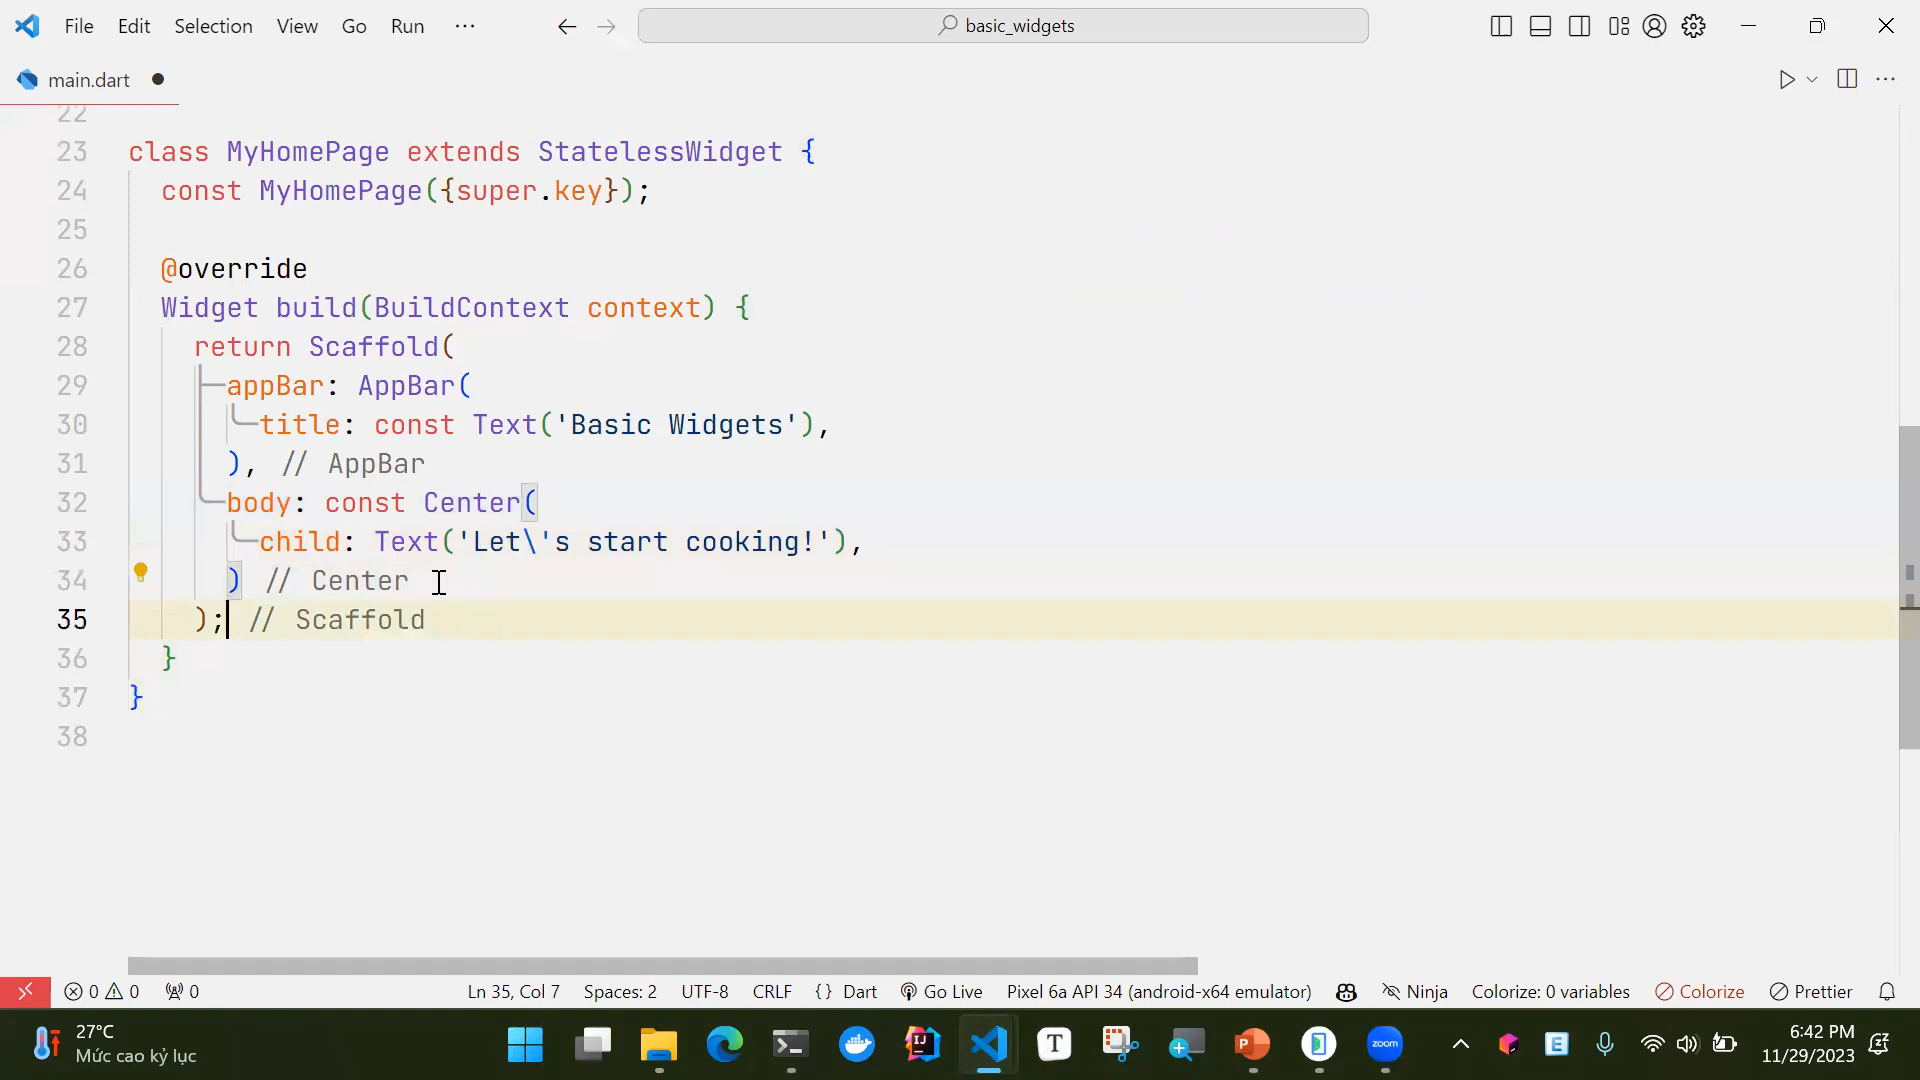 File Edit Selection View Go Run ··· basic_widgets
main.dart
22
23 class MyHomePage extends StatelessWidget {
24 const MyHomePage({super.key});
25
26 @override
27 Widget build(BuildContext context) {
28 return Scaffold(
29 appBar: AppBar(
30 title: const Text('Basic Widgets'),
31 ), // AppBar
32 body: const Center(
33 child: Text('Let\'s start cooking!'),
34 ) // Center
35 ); // Scaffold
36 }
37 }
38
0 0 0 Ln 35, Col 7 Spaces: 2 UTF-8 CRLF {} Dart Go Live Pixel 6a API 34 (android-x64 emulator) Ninja Colorize: 0 variables Colorize Prettier
27°C
Mức cao kỷ lục
IJ T P zoom E
6:42 PM
11/29/2023